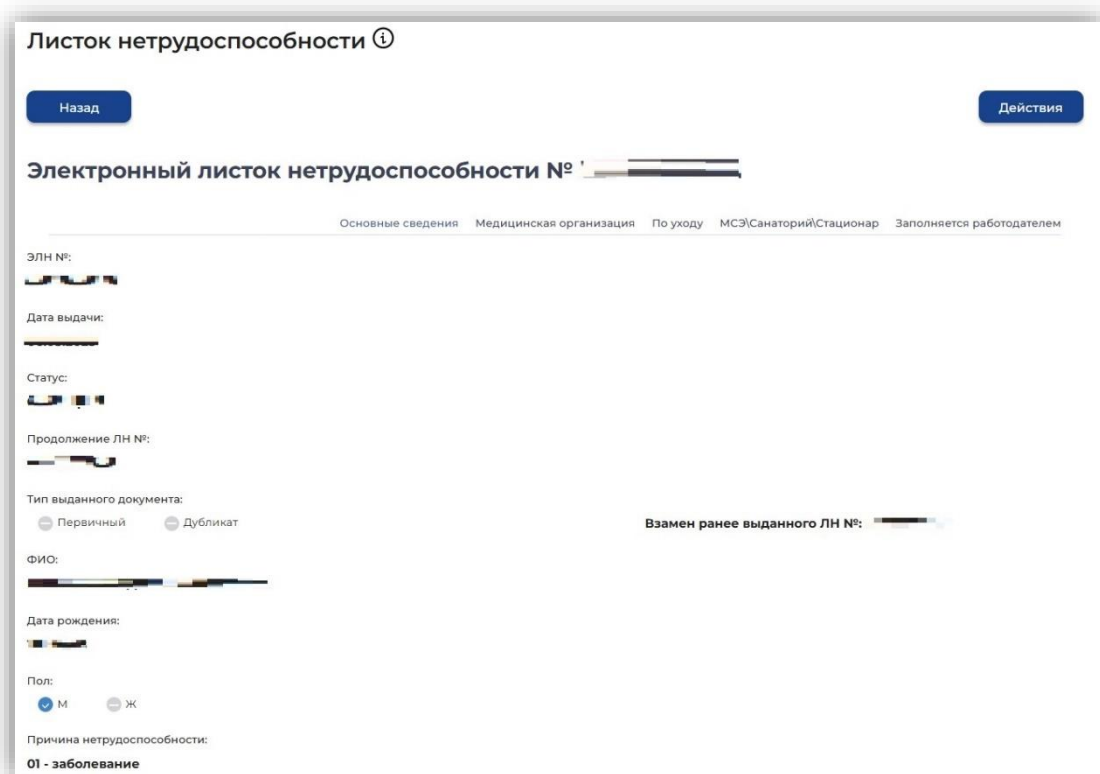 Листок нетрудоспособности
Назад
Действия
Электронный листок нетрудоспособности №
Основные сведения Медицинская организация По уходу МСЭ\Санаторий\Стационар Заполняется работодателем
ЭЛН №:
Дата выдачи:
Статус:
Продолжение ЛН №:
Тип выданного документа:
Первичный Дубликат
Взамен ранее выданного ЛН №:
ФИО:
Дата рождения:
Пол:
М Ж
Причина нетрудоспособности:
01 - заболевание